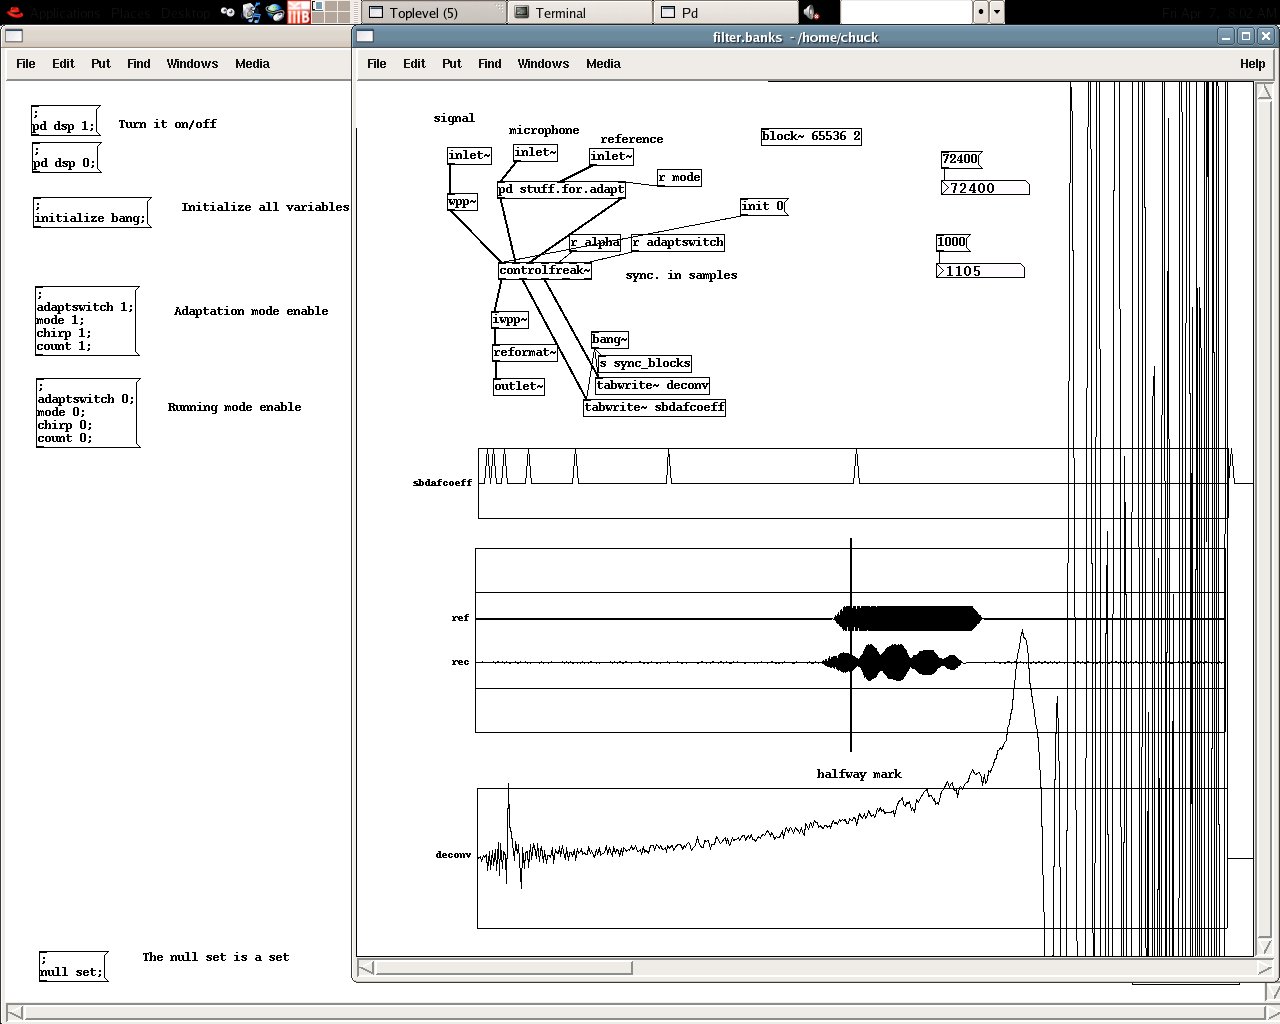 Applications Places Desktop
Toplevel (5)
Terminal
Pd
Fri Apr 7, 8:02 AM
filter.banks - /home/chuck
File Edit Put Find Windows Media
;
pd dsp 1;
Turn it on/off
;
pd dsp 0;
;
initialize bang;
Initialize all variables
;
adaptswitch 1;
mode 1;
chirp 1;
count 1;
Adaptation mode enable
;
adaptswitch 0;
mode 0;
chirp 0;
count 0;
Running mode enable
;
null set;
The null set is a set
File Edit Put Find Windows Media Help
signal
microphone
reference
inlet~
inlet~
inlet~
block~ 65536 2
72400
72400
wpp~
pd stuff.for.adapt
r mode
init 0
r alpha
r adaptswitch
1000
1105
controlfreak~
sync. in samples
iwpp~
reformat~
outlet~
bang~
s sync_blocks
tabwrite~ deconv
tabwrite~ sbdafcoeff
sbdafcoeff
ref
rec
halfway mark
deconv